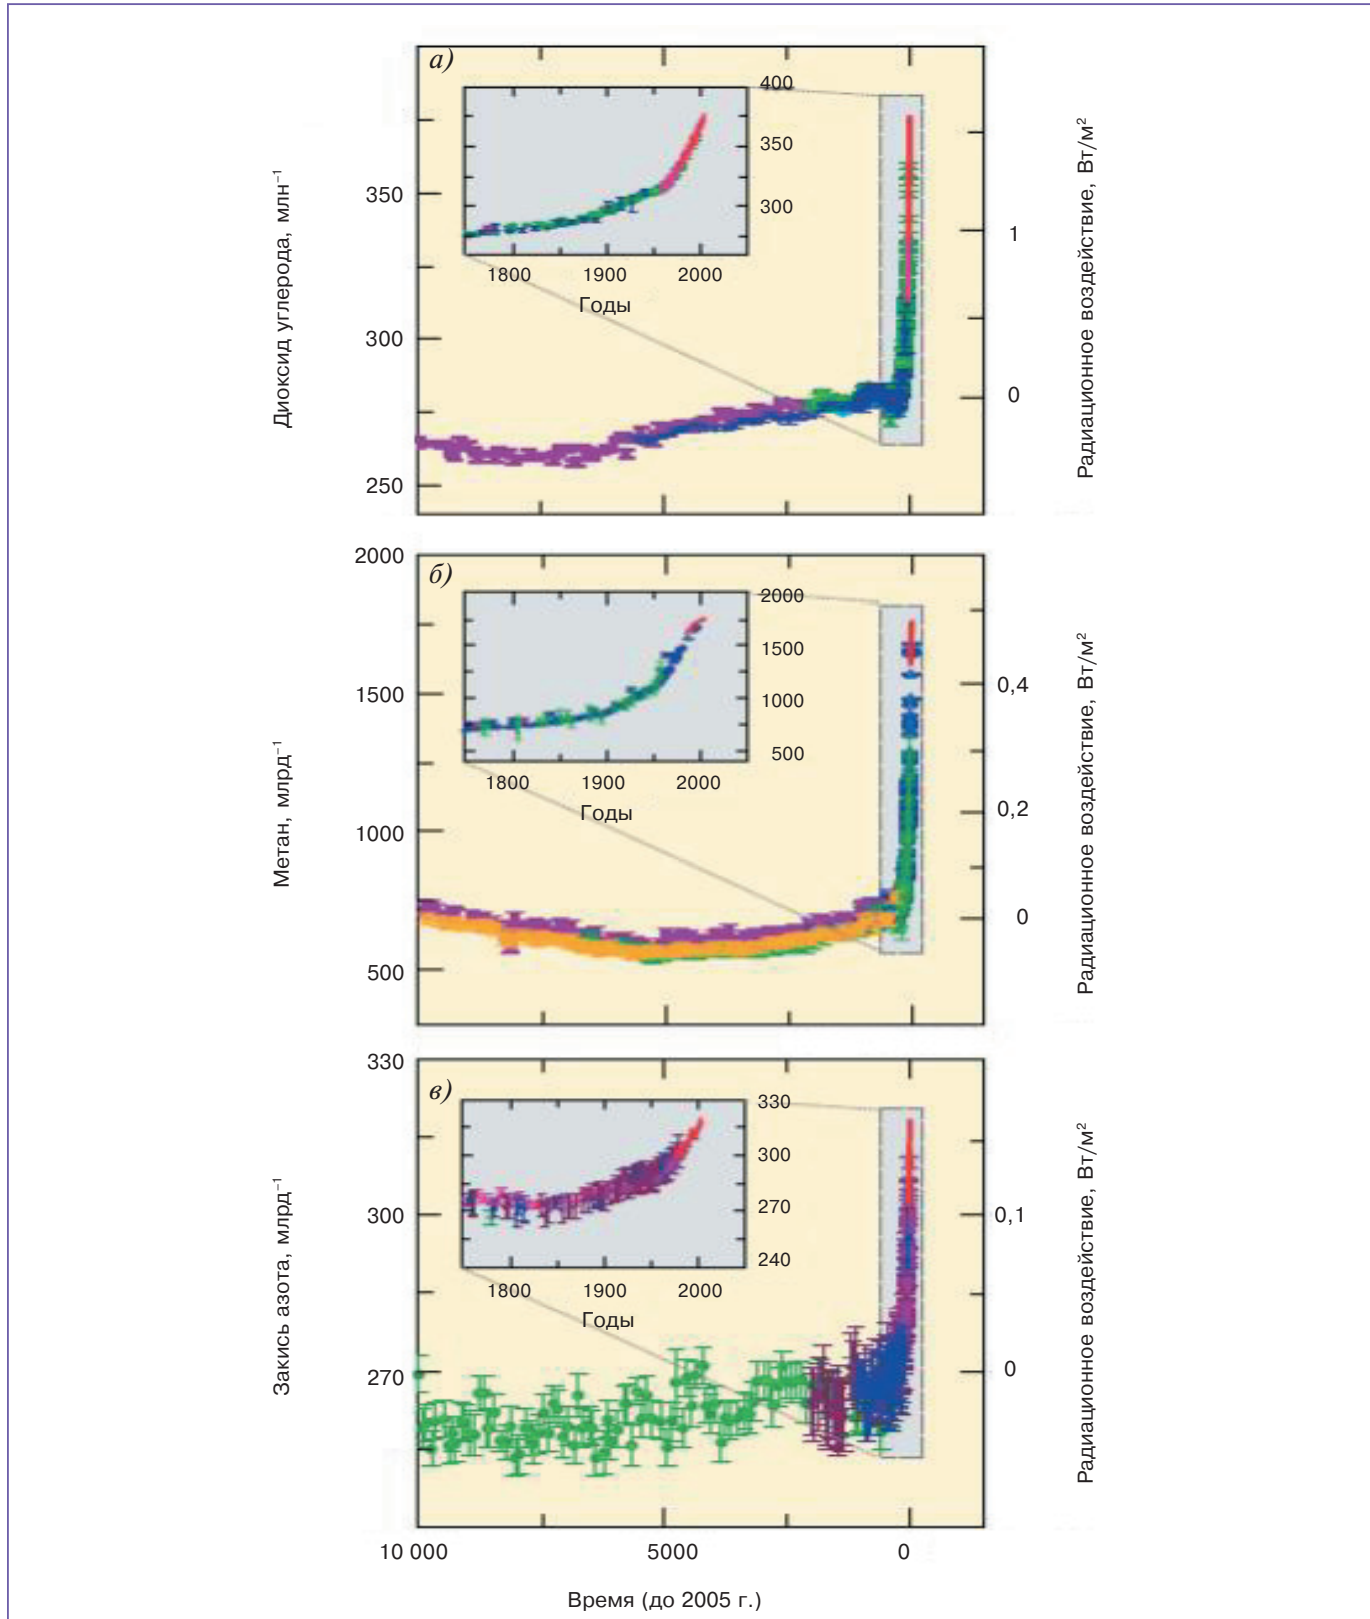 а)
Диоксид углерода, млн⁻¹
350
300
250
400
350
300
1800 1900 2000
Годы
1
0
Радиационное воздействие, Вт/м²
б)
Метан, млрд⁻¹
2000
1500
1000
500
2000
1500
1000
500
1800 1900 2000
Годы
0,4
0,2
0
Радиационное воздействие, Вт/м²
в)
Закись азота, млрд⁻¹
330
300
270
330
300
270
240
1800 1900 2000
Годы
0,1
0
Радиационное воздействие, Вт/м²
10 000 5000 0
Время (до 2005 г.)